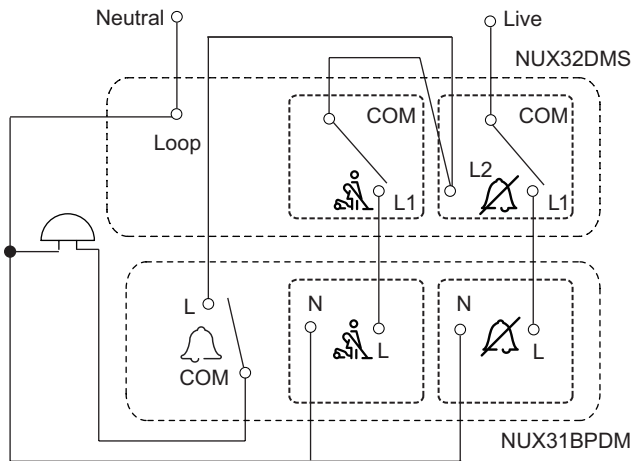 Neutral
Live
NUX32DMS
COM
COM
Loop
L2
L1
L1
L
N
N
L
L
COM
NUX31BPDM